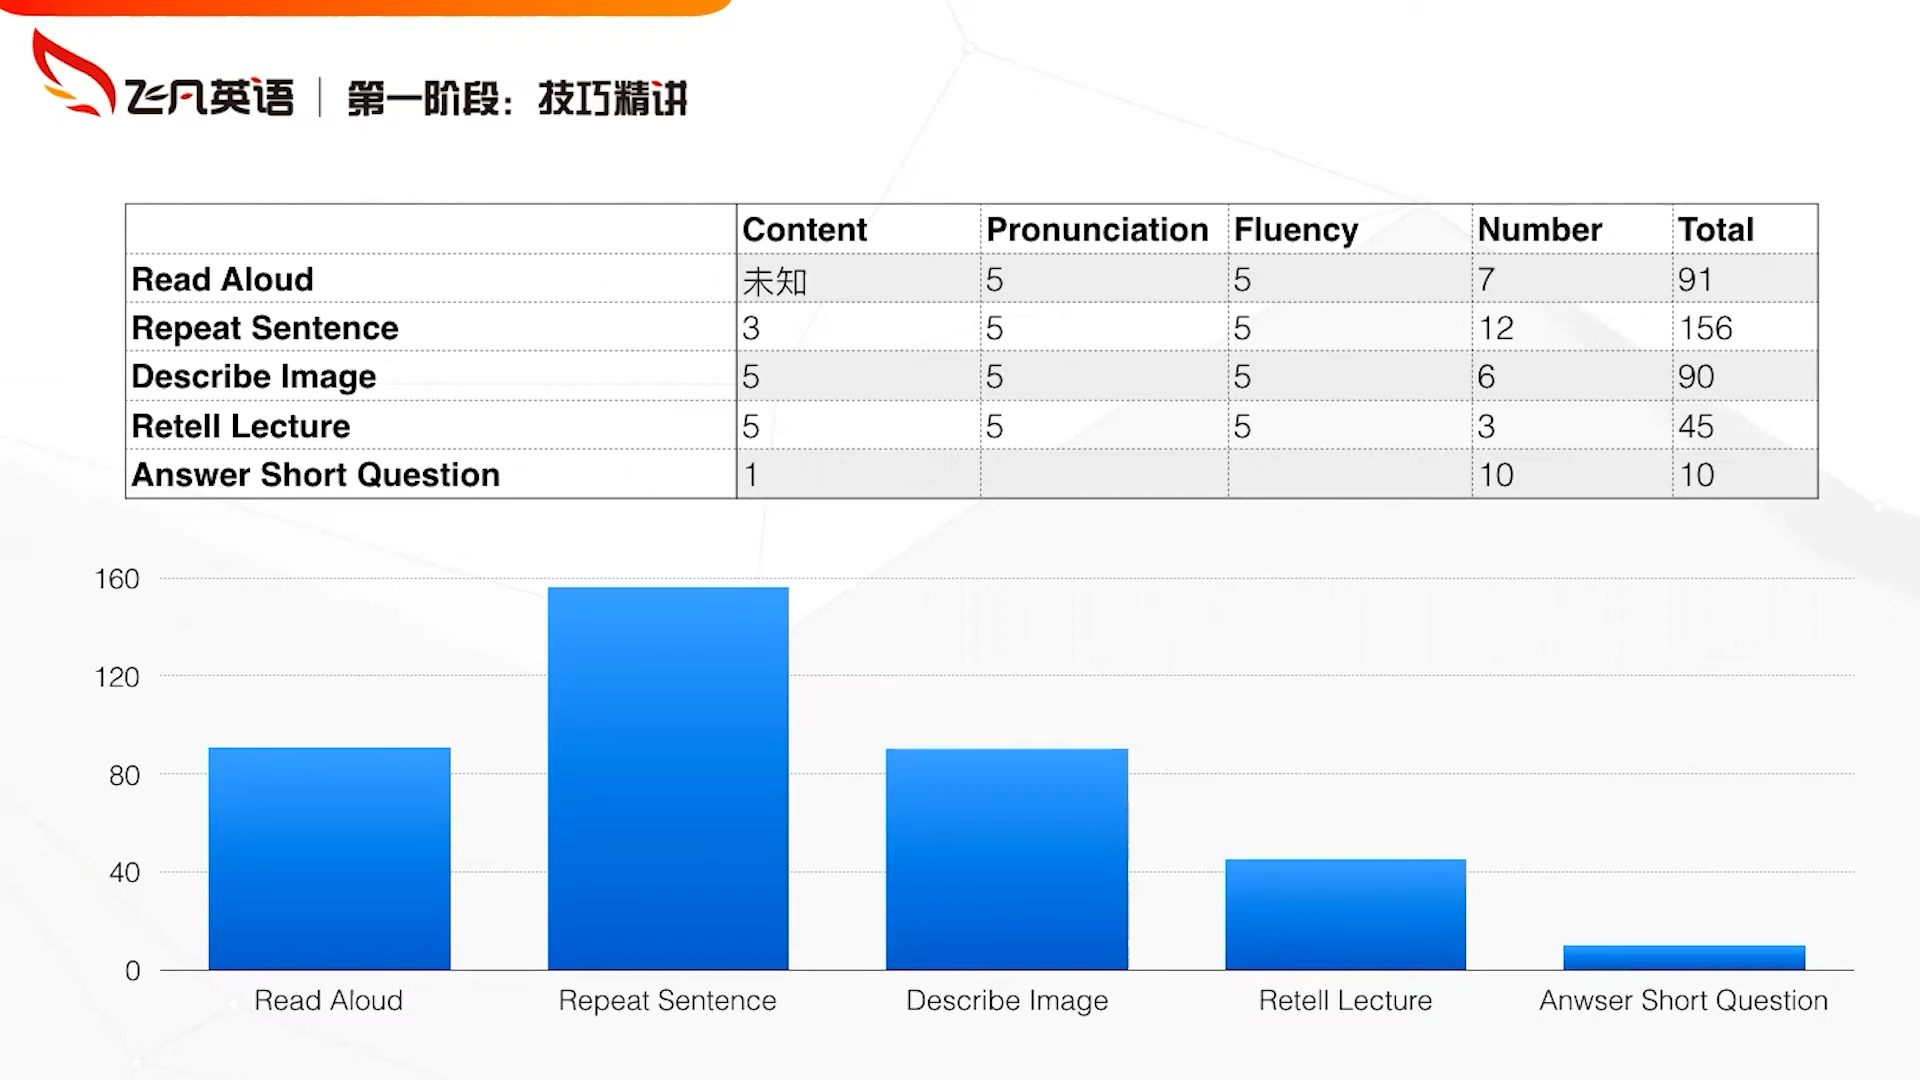 飞凡英语 | 第一阶段：技巧精讲
Content Pronunciation Fluency Number Total
Read Aloud 未知 5 5 7 91
Repeat Sentence 3 5 5 12 156
Describe Image 5 5 5 6 90
Retell Lecture 5 5 5 3 45
Answer Short Question 1 10 10
160
120
80
40
0
Read Aloud Repeat Sentence Describe Image Retell Lecture Anwser Short Question